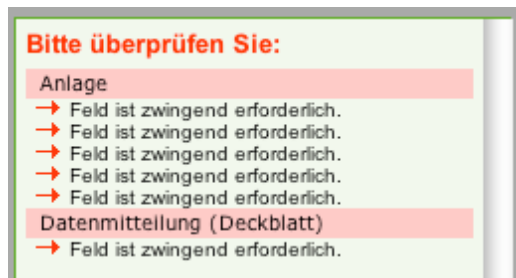 Bitte überprüfen Sie:
Anlage
Feld ist zwingend erforderlich.
Feld ist zwingend erforderlich.
Feld ist zwingend erforderlich.
Feld ist zwingend erforderlich.
Feld ist zwingend erforderlich.
Datenmitteilung (Deckblatt)
Feld ist zwingend erforderlich.